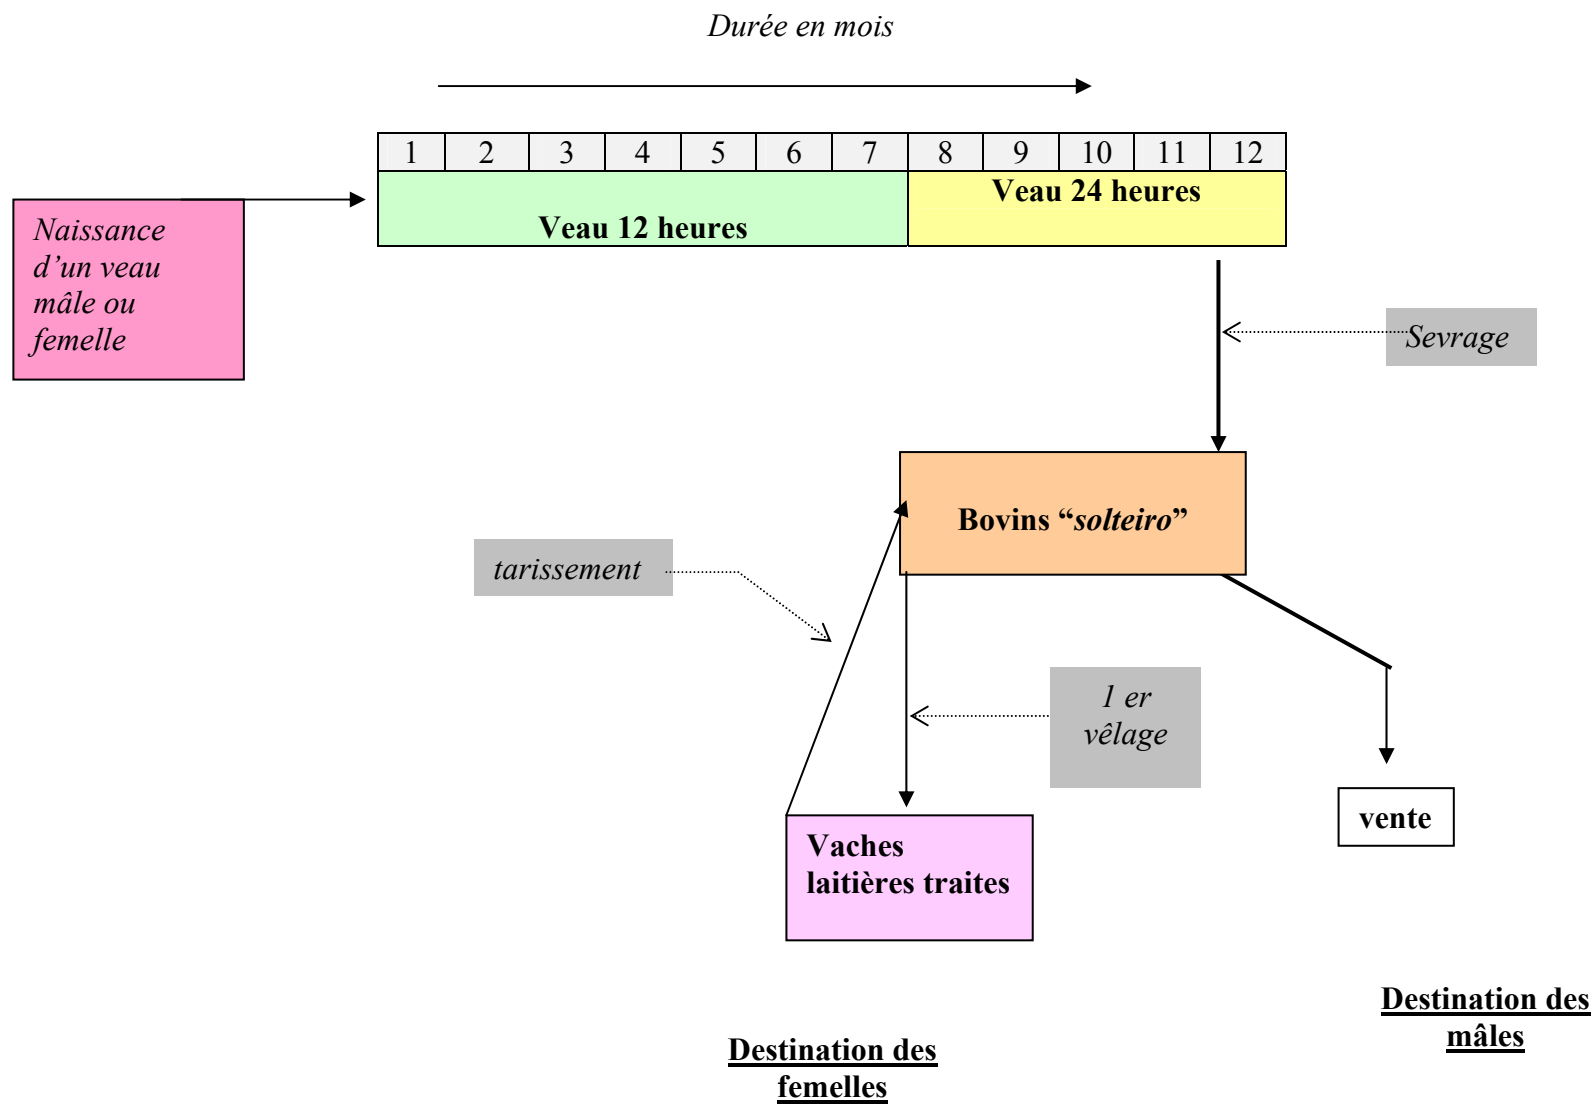 Durée en mois
1 2 3 4 5 6 7 8 9 10 11 12
Veau 24 heures
Veau 12 heures
Naissance
d’un veau
mâle ou
femelle
Sevrage
Bovins “solteiro”
tarissement
1 er
vêlage
vente
Vaches
laitières traites
Destination des
mâles
Destination des
femelles